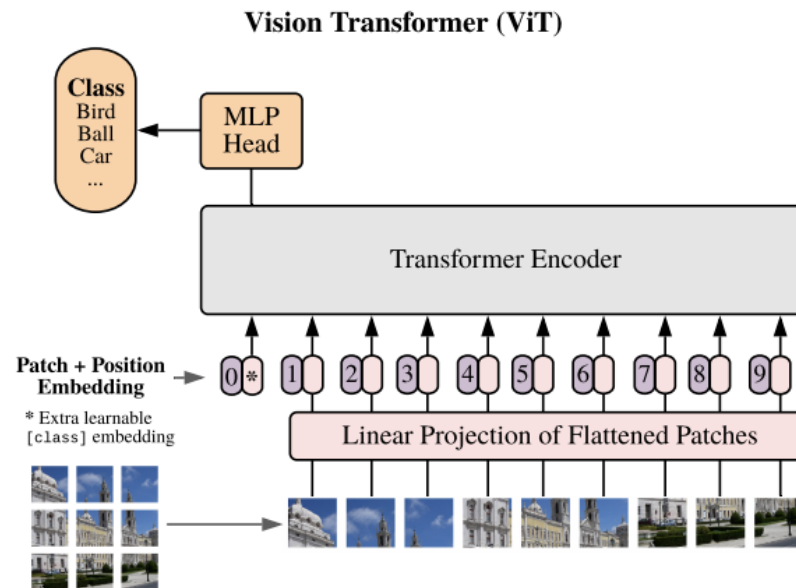 Vision Transformer (ViT)
Class
Bird
Ball
Car
...
MLP
Head
Transformer Encoder
Patch + Position
Embedding
0 * 1 2 3 4 5 6 7 8 9
* Extra learnable
[class] embedding
Linear Projection of Flattened Patches